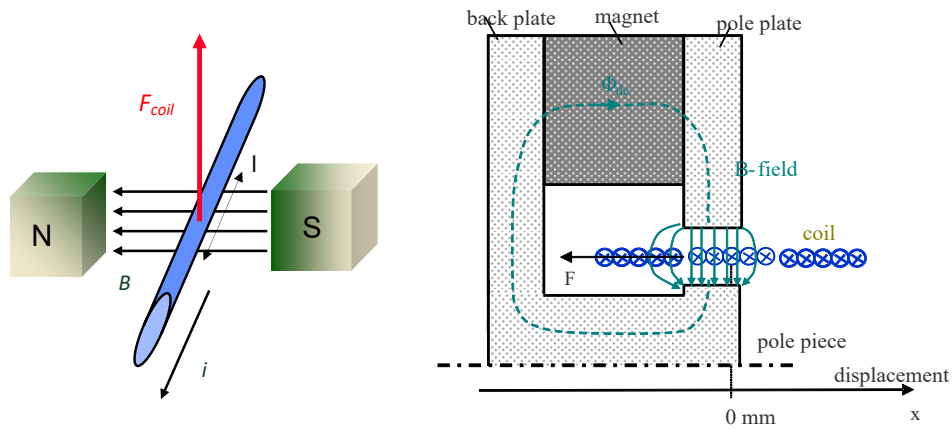 F_coil
l
N
S
B
i
back plate
magnet
pole plate
Φ_dc
B-field
coil
F
pole piece
displacement
0 mm
x